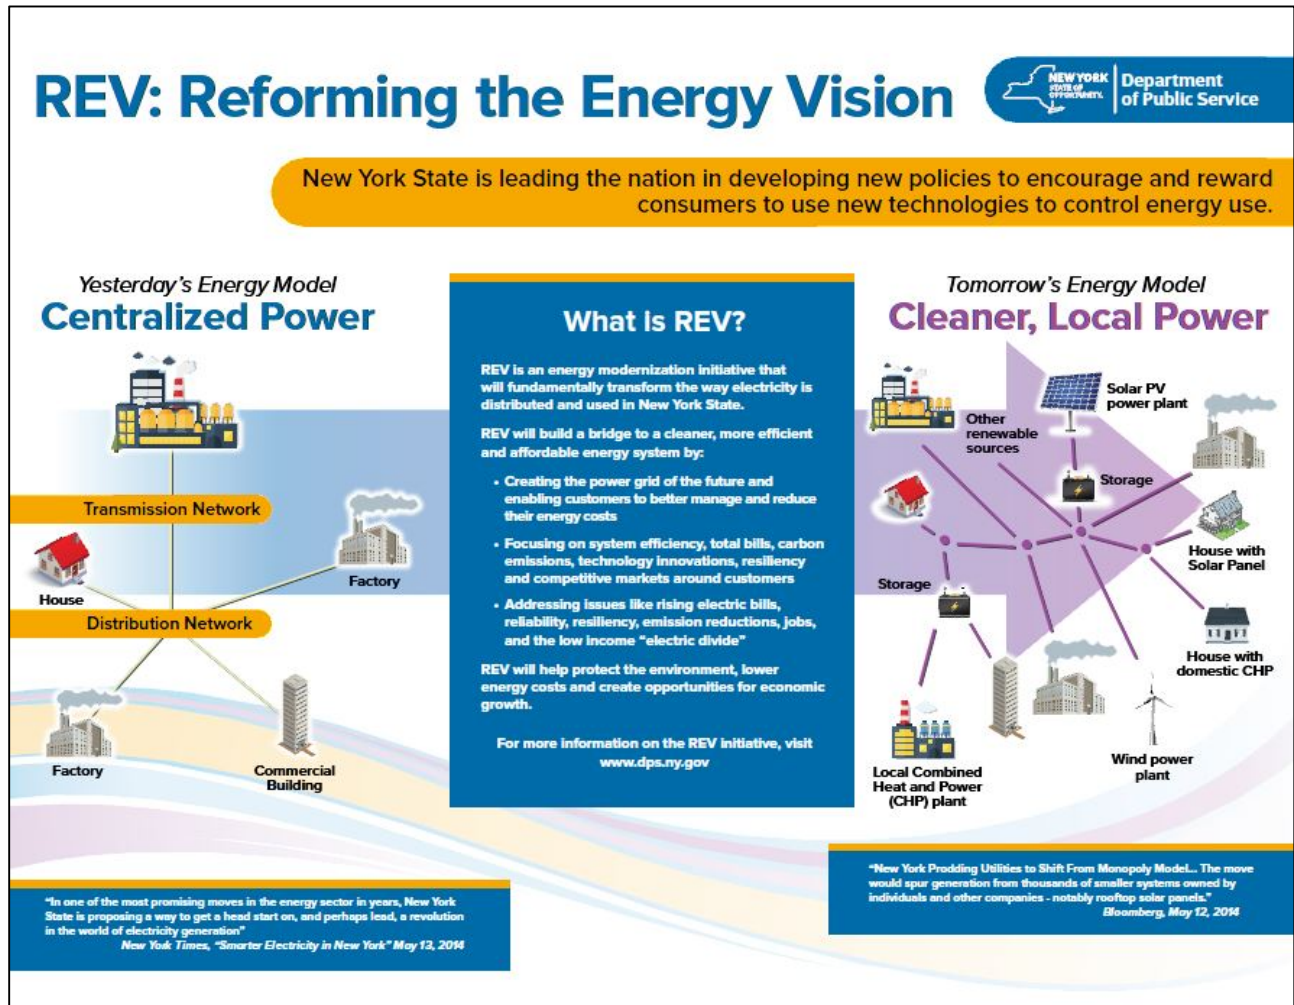 REV: Reforming the Energy Vision
NEW YORK
STATE OF
OPPORTUNITY.
Department
of Public Service
New York State is leading the nation in developing new policies to encourage and reward
consumers to use new technologies to control energy use.
Yesterday's Energy Model
Centralized Power
Transmission Network
House
Factory
Distribution Network
Factory
Commercial
Building
What is REV?
REV is an energy modernization initiative that
will fundamentally transform the way electricity is
distributed and used in New York State.
REV will build a bridge to a cleaner, more efficient
and affordable energy system by:
• Creating the power grid of the future and
enabling customers to better manage and reduce
their energy costs
• Focusing on system efficiency, total bills, carbon
emissions, technology innovations, resiliency
and competitive markets around customers
• Addressing issues like rising electric bills,
reliability, resiliency, emission reductions, jobs,
and the low income "electric divide"
REV will help protect the environment, lower
energy costs and create opportunities for economic
growth.
For more information on the REV initiative, visit
www.dps.ny.gov
Tomorrow's Energy Model
Cleaner, Local Power
Solar PV
power plant
Other
renewable
sources
Storage
House with
Solar Panel
Storage
House with
domestic CHP
Wind power
plant
Local Combined
Heat and Power
(CHP) plant
"In one of the most promising moves in the energy sector in years, New York
State is proposing a way to get a head start on, and perhaps lead, a revolution
in the world of electricity generation"
New York Times, "Smarter Electricity in New York" May 13, 2014
"New York Prodding Utilities to Shift From Monopoly Model... The move
would spur generation from thousands of smaller systems owned by
individuals and other companies - notably rooftop solar panels."
Bloomberg, May 12, 2014